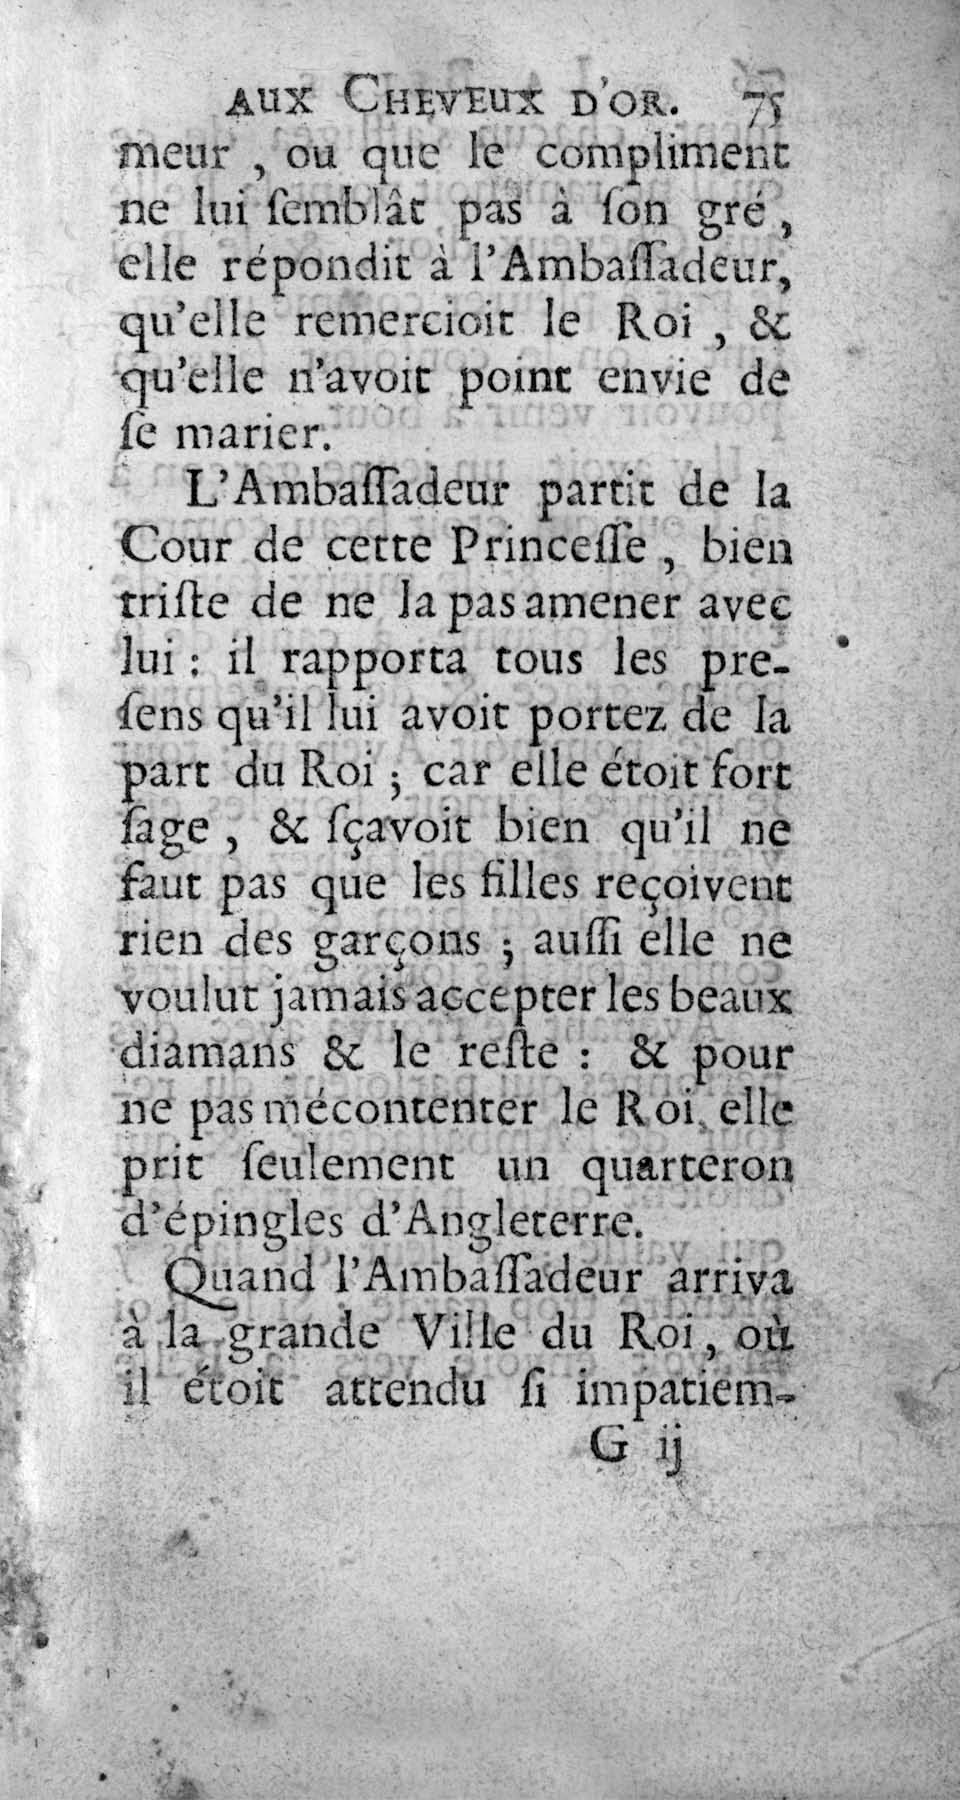 AUX CHEVEUX D'OR. 75
meur , ou que le compliment
ne lui ſemblât pas à ſon gré ,
elle répondit à l'Ambaſſadeur,
qu'elle remercioit le Roi , &
qu'elle n'avoit point envie de
ſe marier.
L'Ambaſſadeur partit de la
Cour de cette Princeſſe , bien
triſte de ne la pas amener avec
lui : il rapporta tous les pre-
ſens qu'il lui avoit portez de la
part du Roi ; car elle étoit fort
ſage , & ſçavoit bien qu'il ne
faut pas que les filles reçoivent
rien des garçons ; auſſi elle ne
voulut jamais accepter les beaux
diamans & le reſte : & pour
ne pas mécontenter le Roi, elle
prit ſeulement un quarteron
d'épingles d'Angleterre.
Quand l'Ambaſſadeur arriva
à la grande Ville du Roi, où
il étoit attendu ſi impatiem-
G ij